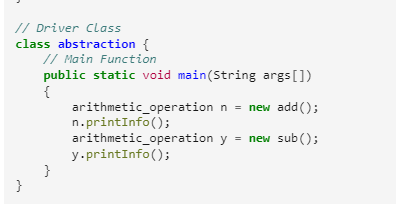 // Driver Class
class abstraction {
    // Main Function
    public static void main(String args[])
    {
        arithmetic_operation n = new add();
        n.printInfo();
        arithmetic_operation y = new sub();
        y.printInfo();
    }
}